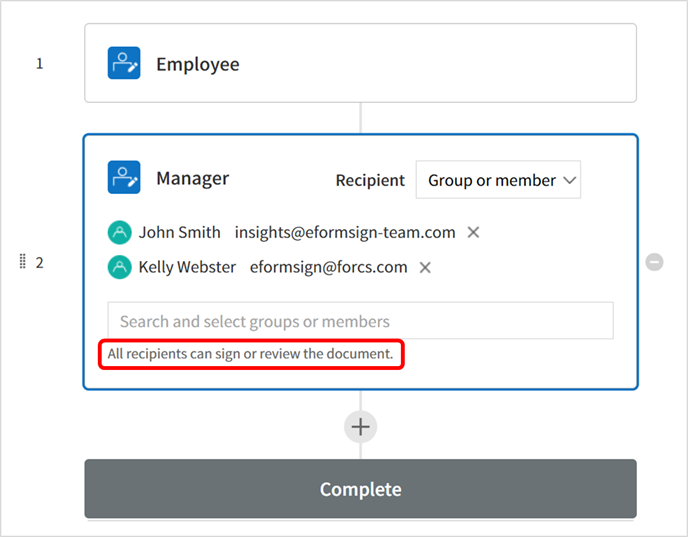 1
Employee
Manager
Recipient
Group or member
2
John Smith insights@eformsign-team.com
Kelly Webster eformsign@forcs.com
Search and select groups or members
All recipients can sign or review the document.
Complete